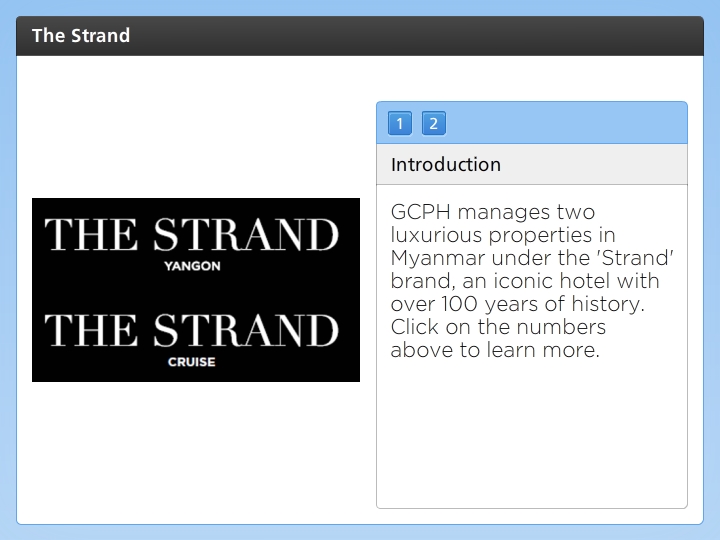 The Strand
THE STRAND
YANGON
THE STRAND
CRUISE
1 2
Introduction
GCPH manages two
luxurious properties in
Myanmar under the 'Strand'
brand, an iconic hotel with
over 100 years of history.
Click on the numbers
above to learn more.